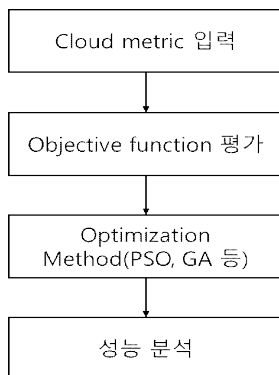 Cloud metric 입력
Objective function 평가
Optimization
Method(PSO, GA 등)
성능 분석